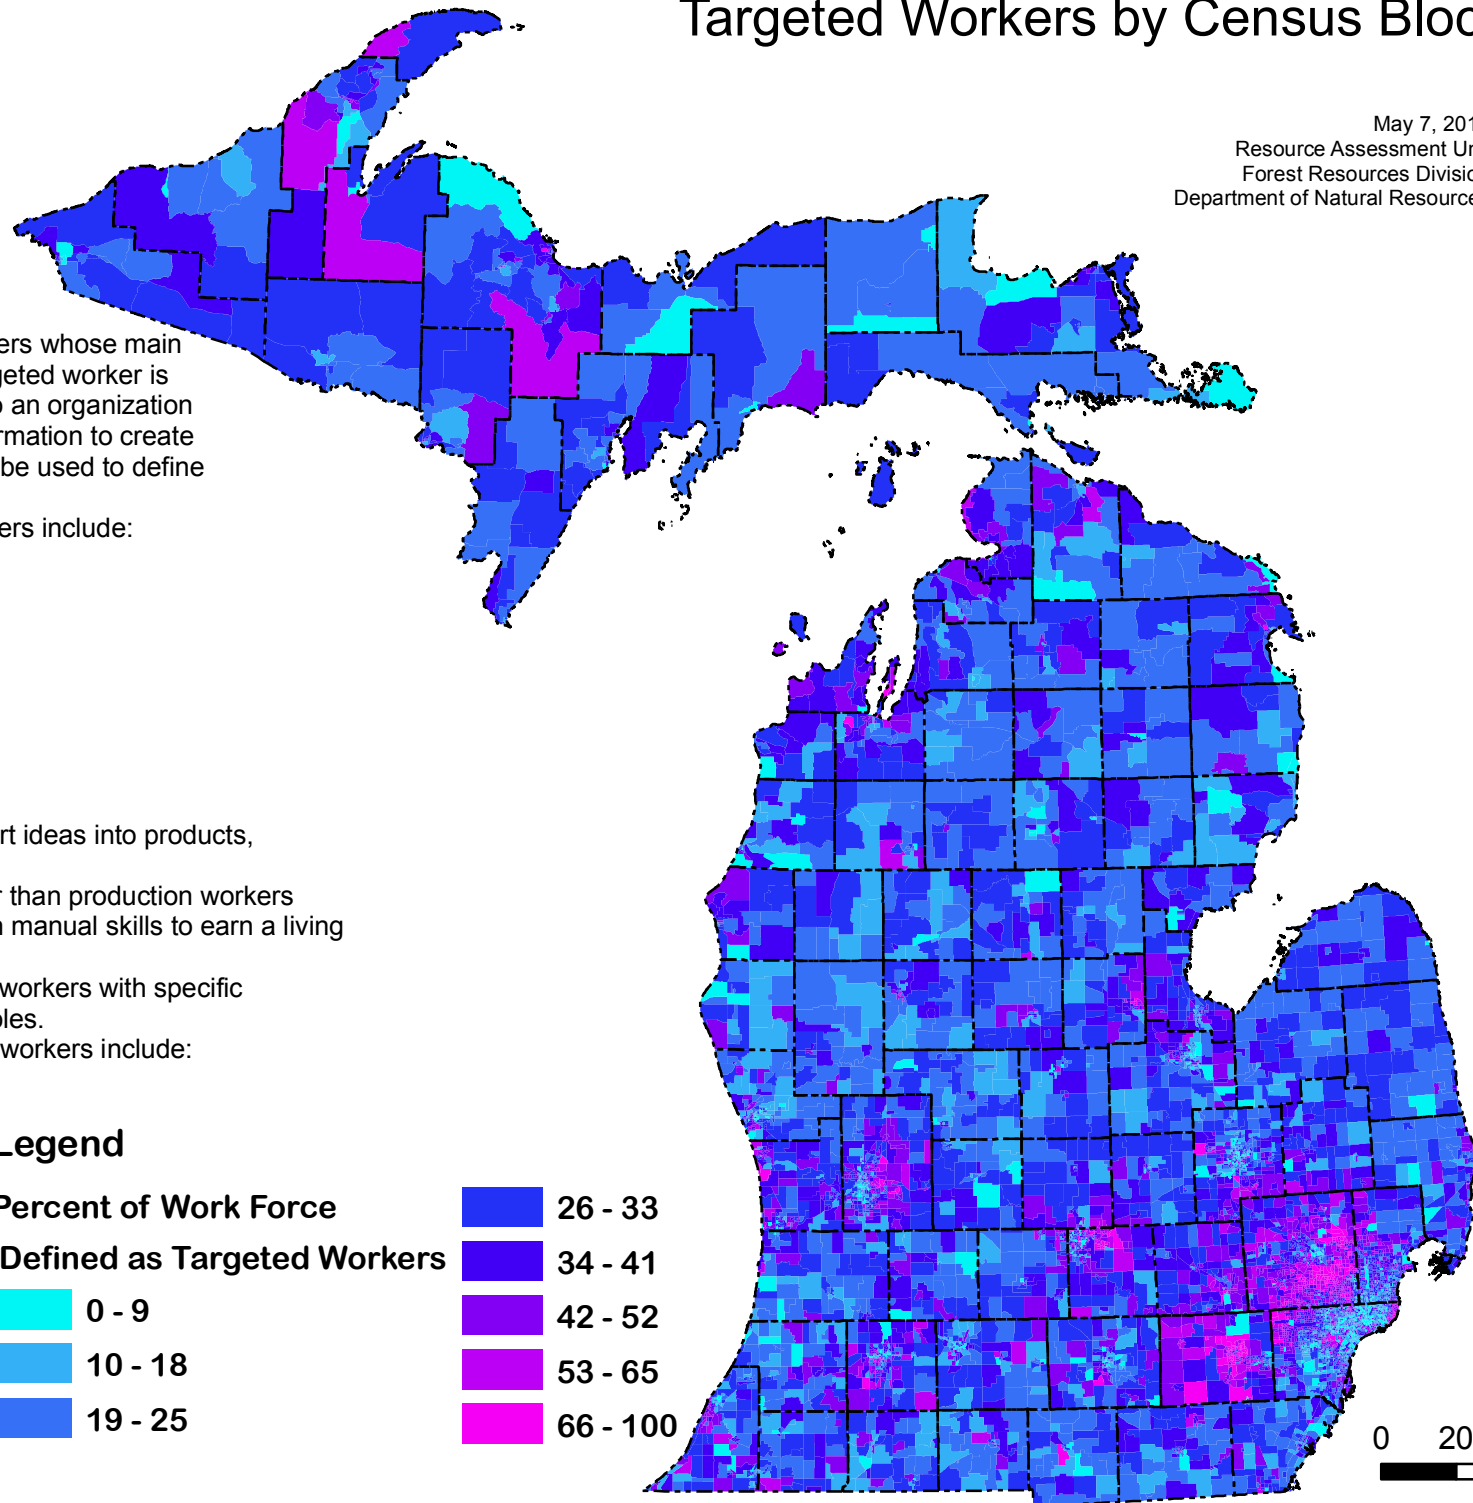 Targeted Workers by Census Bloc
May 7, 201
Resource Assessment Un
Forest Resources Divisio
Department of Natural Resource
ers whose main
geted worker is
o an organization
rmation to create
be used to define
ers include:
rt ideas into products,
r than production workers
n manual skills to earn a living
workers with specific
ples.
workers include:
Legend
Percent of Work Force
Defined as Targeted Workers
0 - 9
10 - 18
19 - 25
26 - 33
34 - 41
42 - 52
53 - 65
66 - 100
0 20